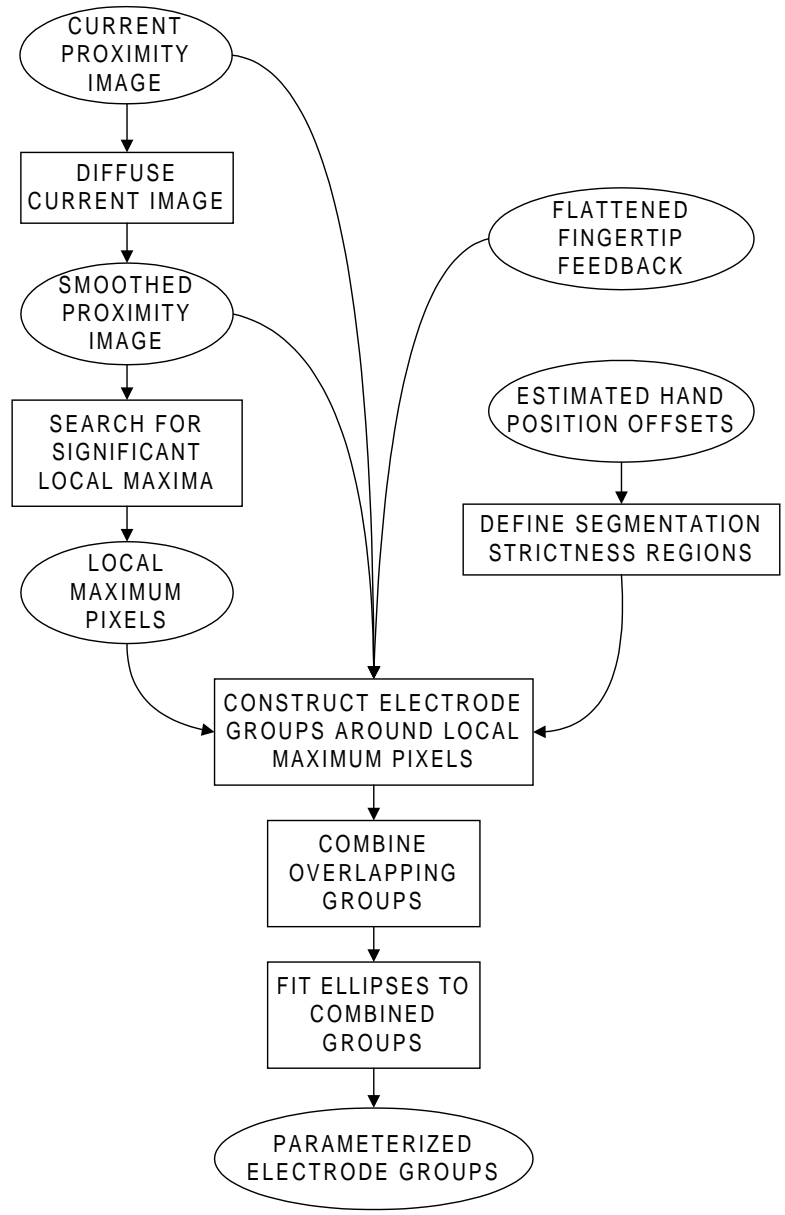 CURRENT
PROXIMITY
IMAGE
DIFFUSE
CURRENT IMAGE
FLATTENED
FINGERTIP
FEEDBACK
SMOOTHED
PROXIMITY
IMAGE
ESTIMATED HAND
POSITION OFFSETS
SEARCH FOR
SIGNIFICANT
LOCAL MAXIMA
DEFINE SEGMENTATION
STRICTNESS REGIONS
LOCAL
MAXIMUM
PIXELS
CONSTRUCT ELECTRODE
GROUPS AROUND LOCAL
MAXIMUM PIXELS
COMBINE
OVERLAPPING
GROUPS
FIT ELLIPSES TO
COMBINED
GROUPS
PARAMETERIZED
ELECTRODE GROUPS